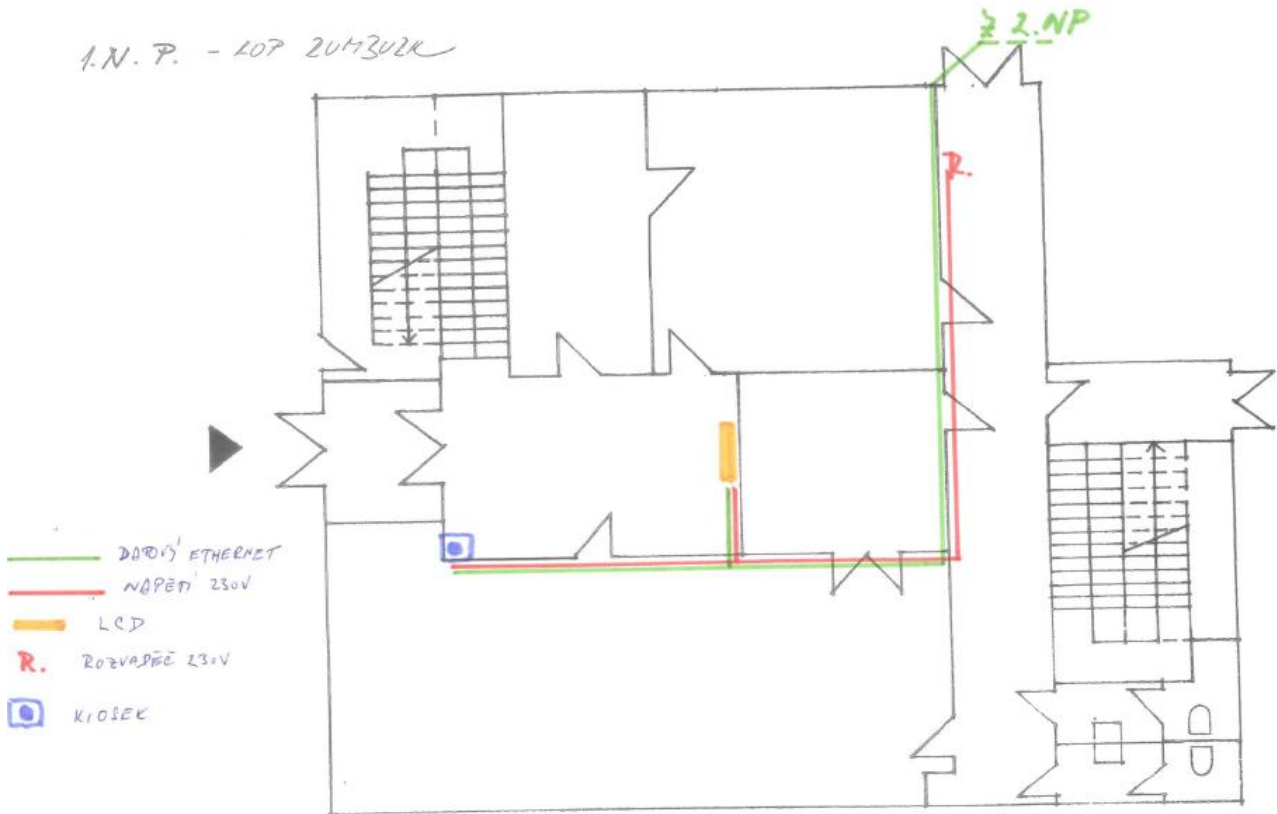 Z 2.NP
1.N.P. - LOP ZUMBURK
R.
DATOVÝ ETHERNET
NAPĚTÍ 230V
LCD
R. ROZVADĚČ 230V
KIOSEK